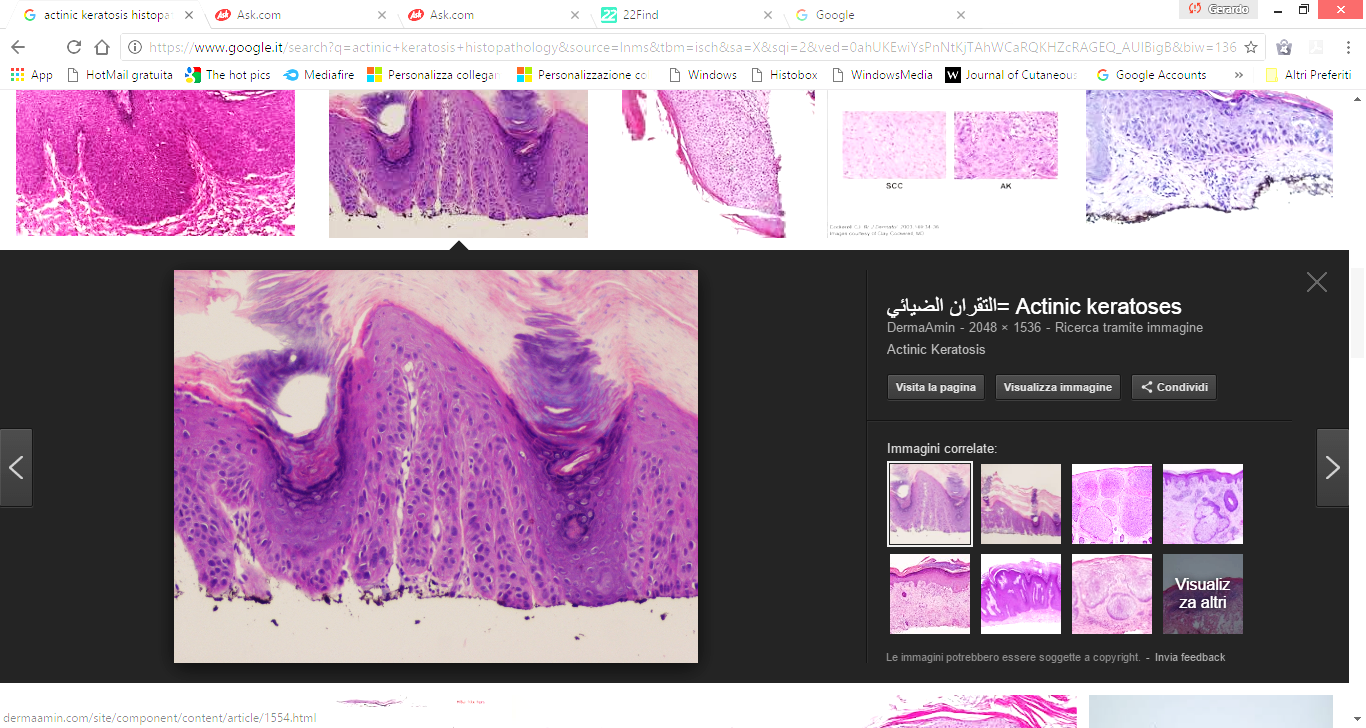 actinic keratosis histopa
Ask.com
Ask.com
22Find
Google
Gerardo
https://www.google.it/search?q=actinic+keratosis+histopathology&source=lnms&tbm=isch&sa=X&sqi=2&ved=0ahUKEwiYsPnNtKjTAhWCaRQKHZcRAGEQ_AUIBigB&biw=136
App
HotMail gratuita
The hot pics
Mediafire
Personalizza collegar
Personalizzazione co
Windows
Histobox
WindowsMedia
Journal of Cutaneous
Google Accounts
»
Altri Preferiti
SCC
AK
التقران الضيائي= Actinic keratoses
DermaAmin - 2048 × 1536 - Ricerca tramite immagine
Actinic Keratosis
Visita la pagina
Visualizza immagine
Condividi
Immagini correlate:
Visualiz
za altri
Le immagini potrebbero essere soggette a copyright. - Invia feedback
dermaamin.com/site/component/content/article/1554.html